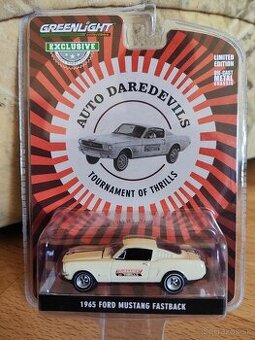 GREENLIGHT
EXCLUSIVE
LIMITED
EDITION
DIE-CAST
METAL
CHASSIS
AUTO DAREDEVILS
TOURNAMENT OF THRILLS
1965 FORD MUSTANG FASTBACK